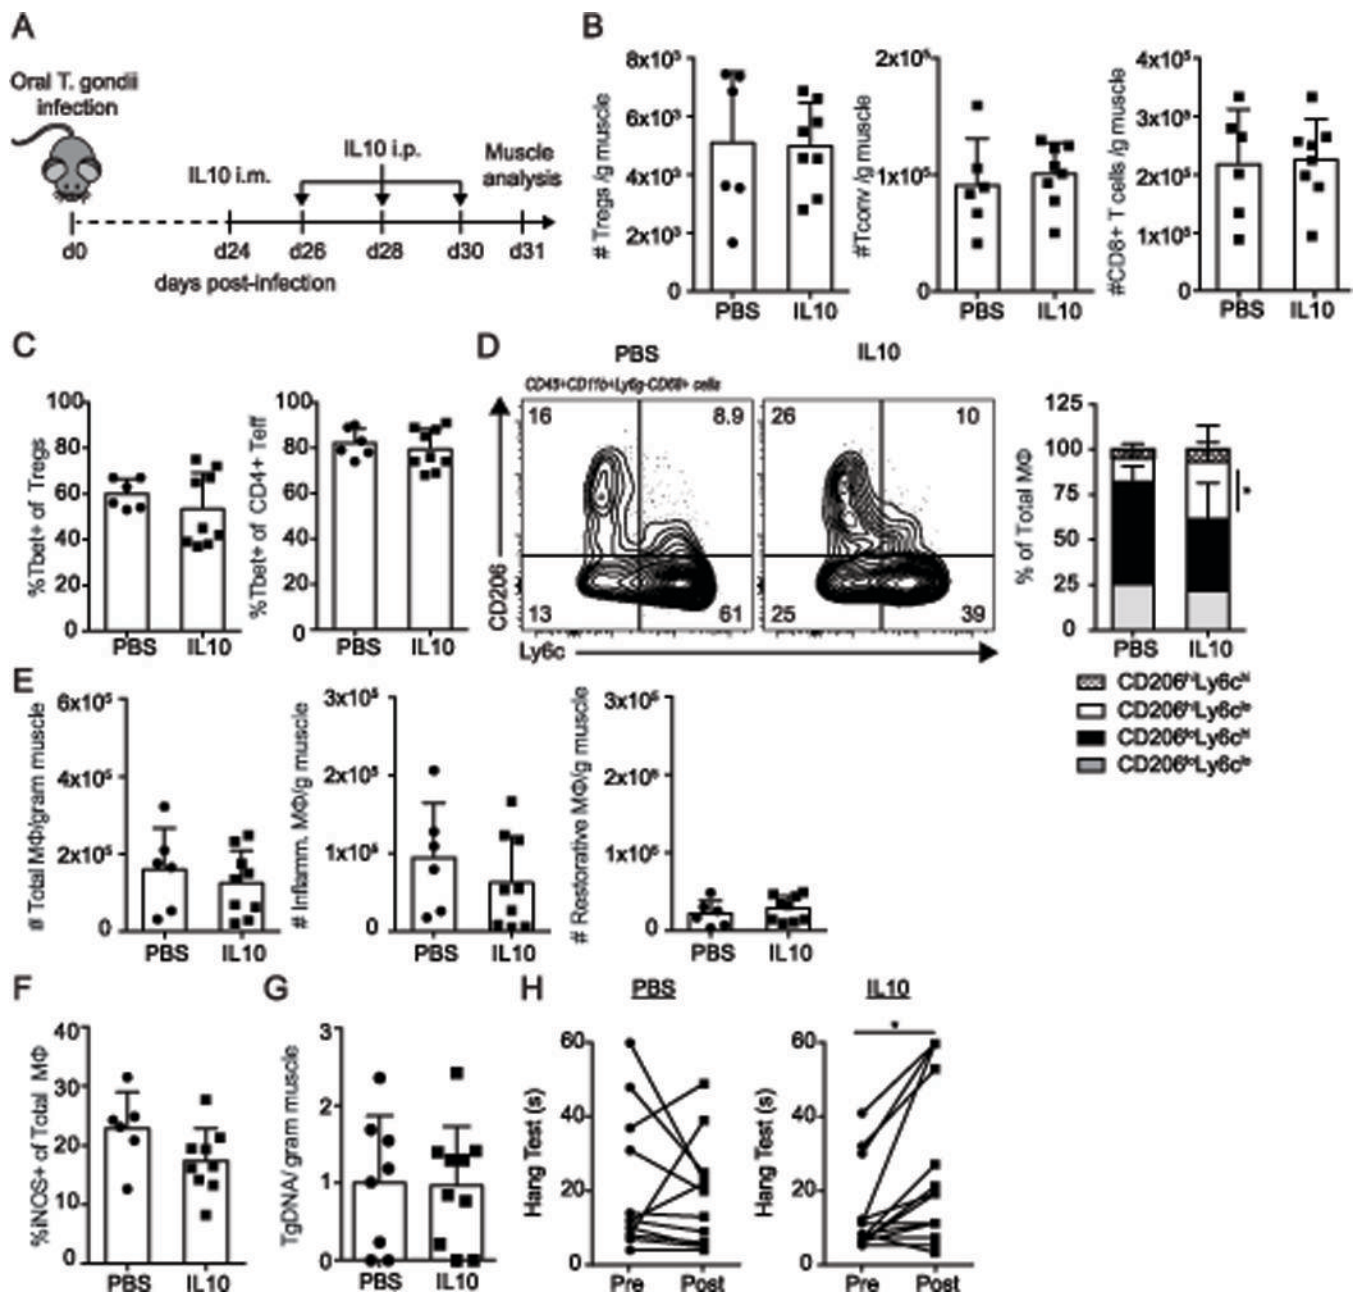 A
Oral T. gondii
infection
IL10 i.m.
IL10 i.p.
Muscle
analysis
d0
d24
d26
d28
d30
d31
days post-infection
B
# Tregs /g muscle
8x10³
6x10³
4x10³
2x10³
0
PBS
IL10
#Tconv /g muscle
2x10⁵
1x10⁵
0
PBS
IL10
#CD8+ T cells /g muscle
4x10⁵
3x10⁵
2x10⁵
1x10⁵
0
PBS
IL10
C
%Tbet+ of Tregs
100
80
60
40
20
0
PBS
IL10
%Tbet+ of CD4+ Teff
100
80
60
40
20
0
PBS
IL10
D
PBS
IL10
CD45+CD11b+Ly6g-CD68+ cells
16
8.9
13
61
26
10
25
39
CD206
Ly6c
% of Total MΦ
125
100
75
50
25
0
*
PBS
IL10
CD206ʰⁱLy6cʰⁱ
CD206ʰⁱLy6cˡᵒ
CD206ˡᵒLy6cʰⁱ
CD206ˡᵒLy6cˡᵒ
E
# Total MΦ/gram muscle
6x10⁵
4x10⁵
2x10⁵
0
PBS
IL10
# Inflamm. MΦ/g muscle
3x10⁵
2x10⁵
1x10⁵
0
PBS
IL10
# Restorative MΦ/g muscle
3x10⁵
2x10⁵
1x10⁵
0
PBS
IL10
F
%iNOS+ of Total MΦ
40
30
20
10
0
PBS
IL10
G
TgDNA/ gram muscle
3
2
1
0
PBS
IL10
H
PBS
Hang Test (s)
60
40
20
0
Pre
Post
IL10
*
Hang Test (s)
60
40
20
0
Pre
Post